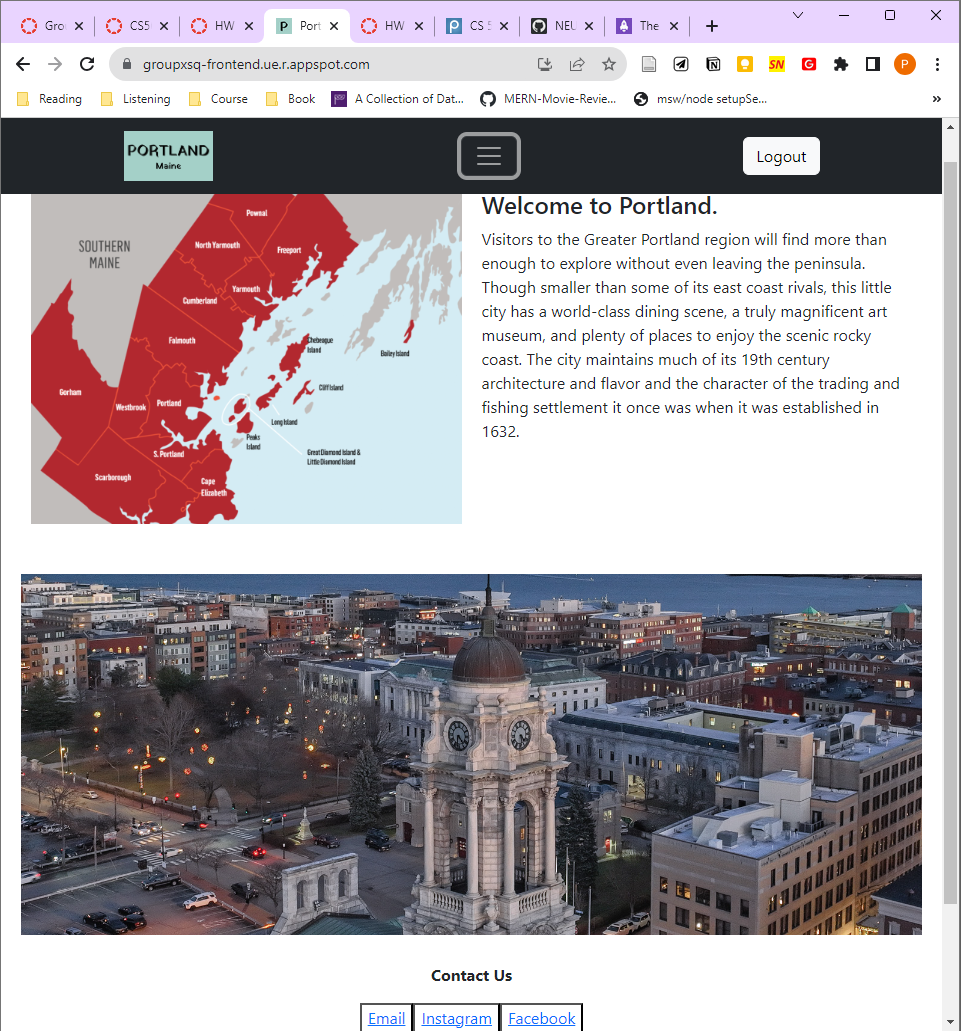 Gro
CS5
HW
Port
HW
CS 5
NEU
The
groupxsq-frontend.ue.r.appspot.com
SN
G
P
Reading
Listening
Course
Book
A Collection of Dat...
MERN-Movie-Revie...
msw/node setupSe...
»
PORTLAND
Maine
Logout
SOUTHERN
MAINE
Pownal
North Yarmouth
Freeport
Yarmouth
Cumberland
Falmouth
Chebeague
Island
Bailey Island
Gorham
Cliff Island
Westbrook
Portland
Long Island
Peaks
Island
S. Portland
Great Diamond Island &
Little Diamond Island
Scarborough
Cape
Elizabeth
Welcome to Portland.
Visitors to the Greater Portland region will find more than
enough to explore without even leaving the peninsula.
Though smaller than some of its east coast rivals, this little
city has a world-class dining scene, a truly magnificent art
museum, and plenty of places to enjoy the scenic rocky
coast. The city maintains much of its 19th century
architecture and flavor and the character of the trading and
fishing settlement it once was when it was established in
1632.
Contact Us
Email
Instagram
Facebook